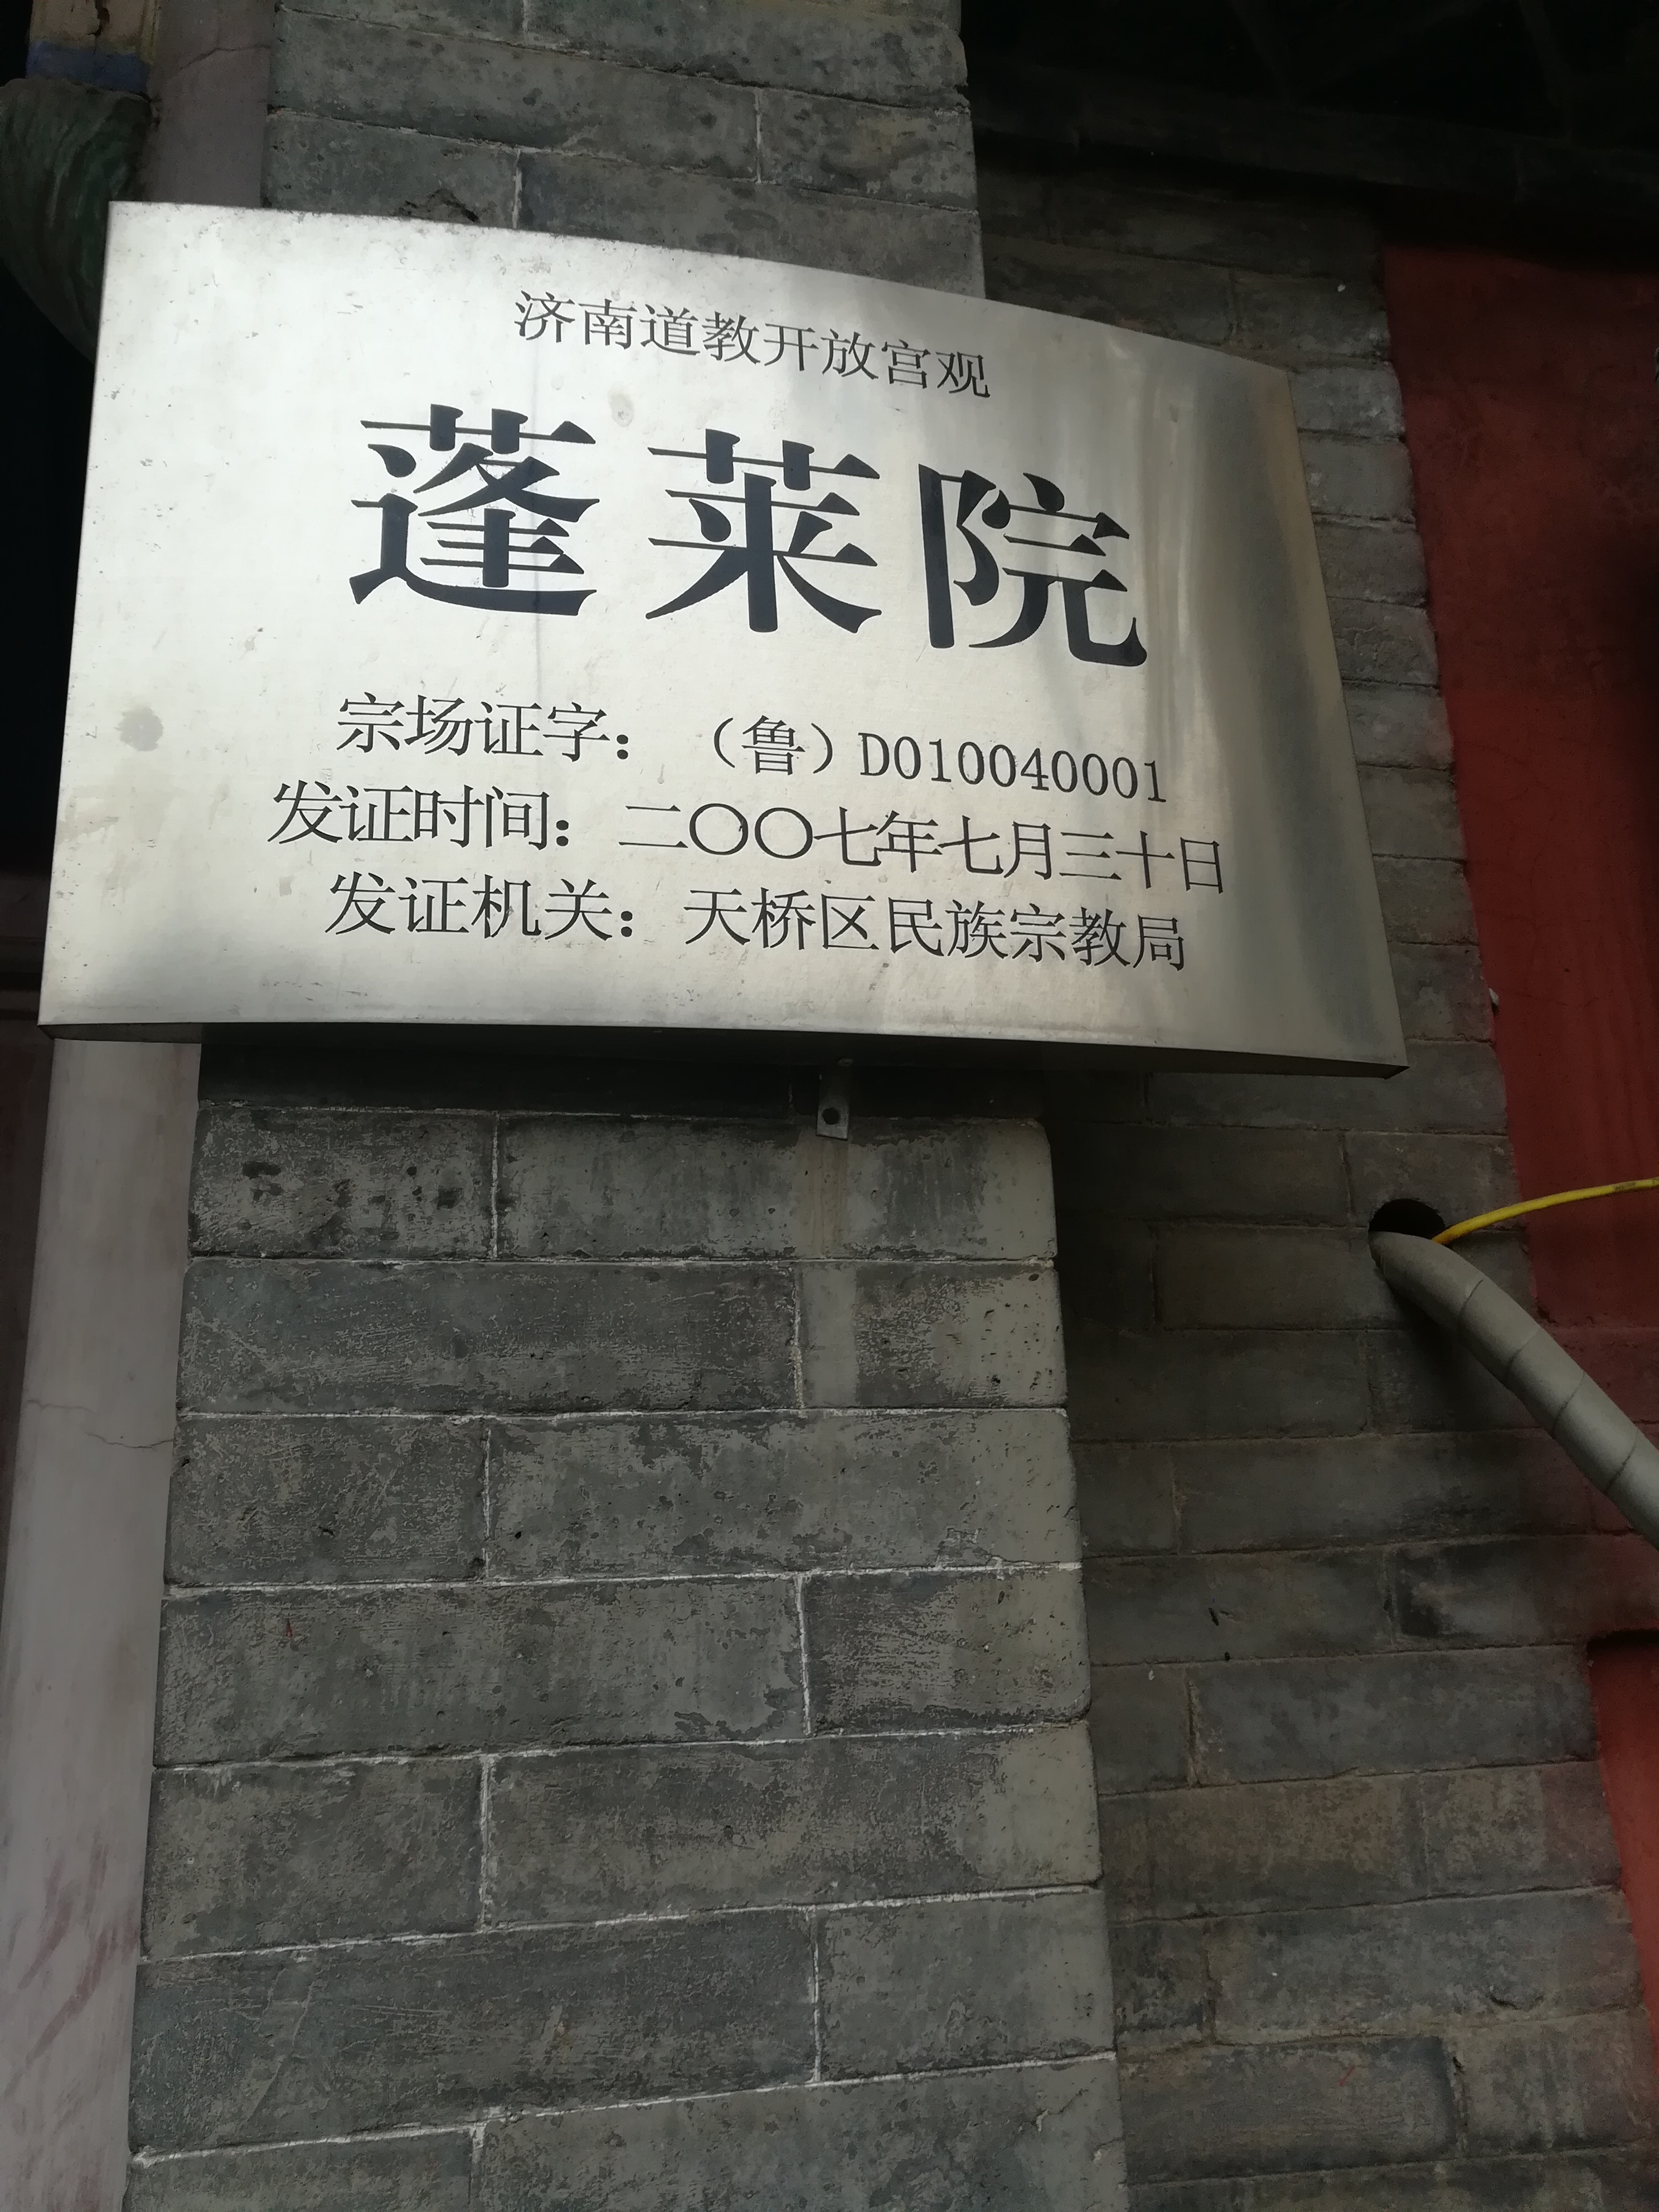 济南道教开放宫观
蓬莱院
宗场证字：（鲁）D010040001
发证时间：二〇〇七年七月三十日
发证机关：天桥区民族宗教局